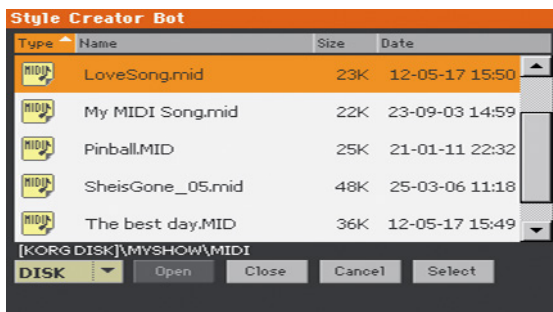 Style Creator Bot
Type Name Size Date
MIDI LoveSong.mid 23K 12-05-17 15:50
MIDI My MIDI Song.mid 22K 23-09-03 14:59
MIDI Pinball.MID 25K 21-01-11 22:32
MIDI SheisGone_05.mid 48K 25-03-06 11:18
MIDI The best day.MID 36K 12-05-17 15:49
[KORG DISK]\MYSHOW\MIDI
DISK Open Close Cancel Select